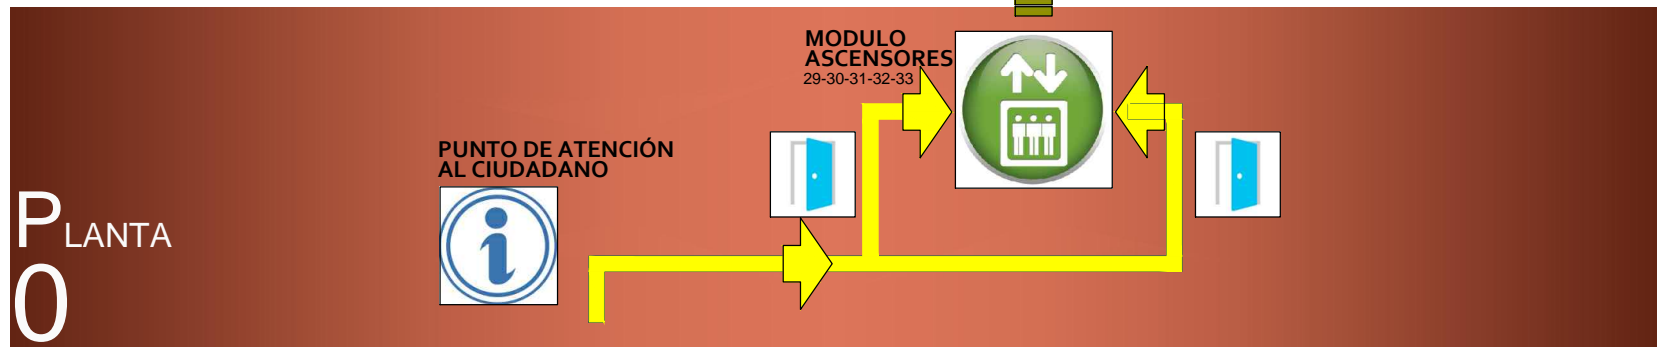 MODULO
ASCENSORES
29-30-31-32-33
PUNTO DE ATENCIÓN
AL CIUDADANO
PLANTA
0